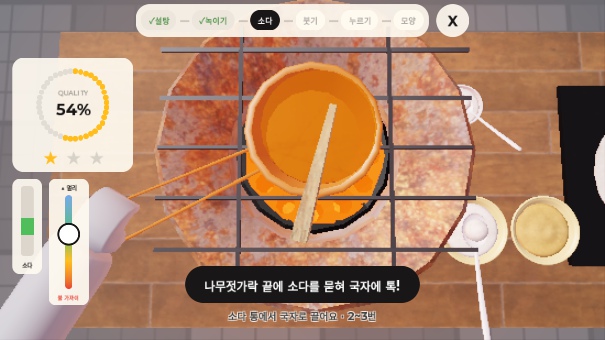 ✓설탕 — ✓녹이기 — 소다 — 붓기 — 누르기 — 모양
X
QUALITY
54%
▲ 멀리
소다
불 가까이
나무젓가락 끝에 소다를 묻혀 국자에 톡!
소다 통에서 국자로 끌어요 · 2~3번